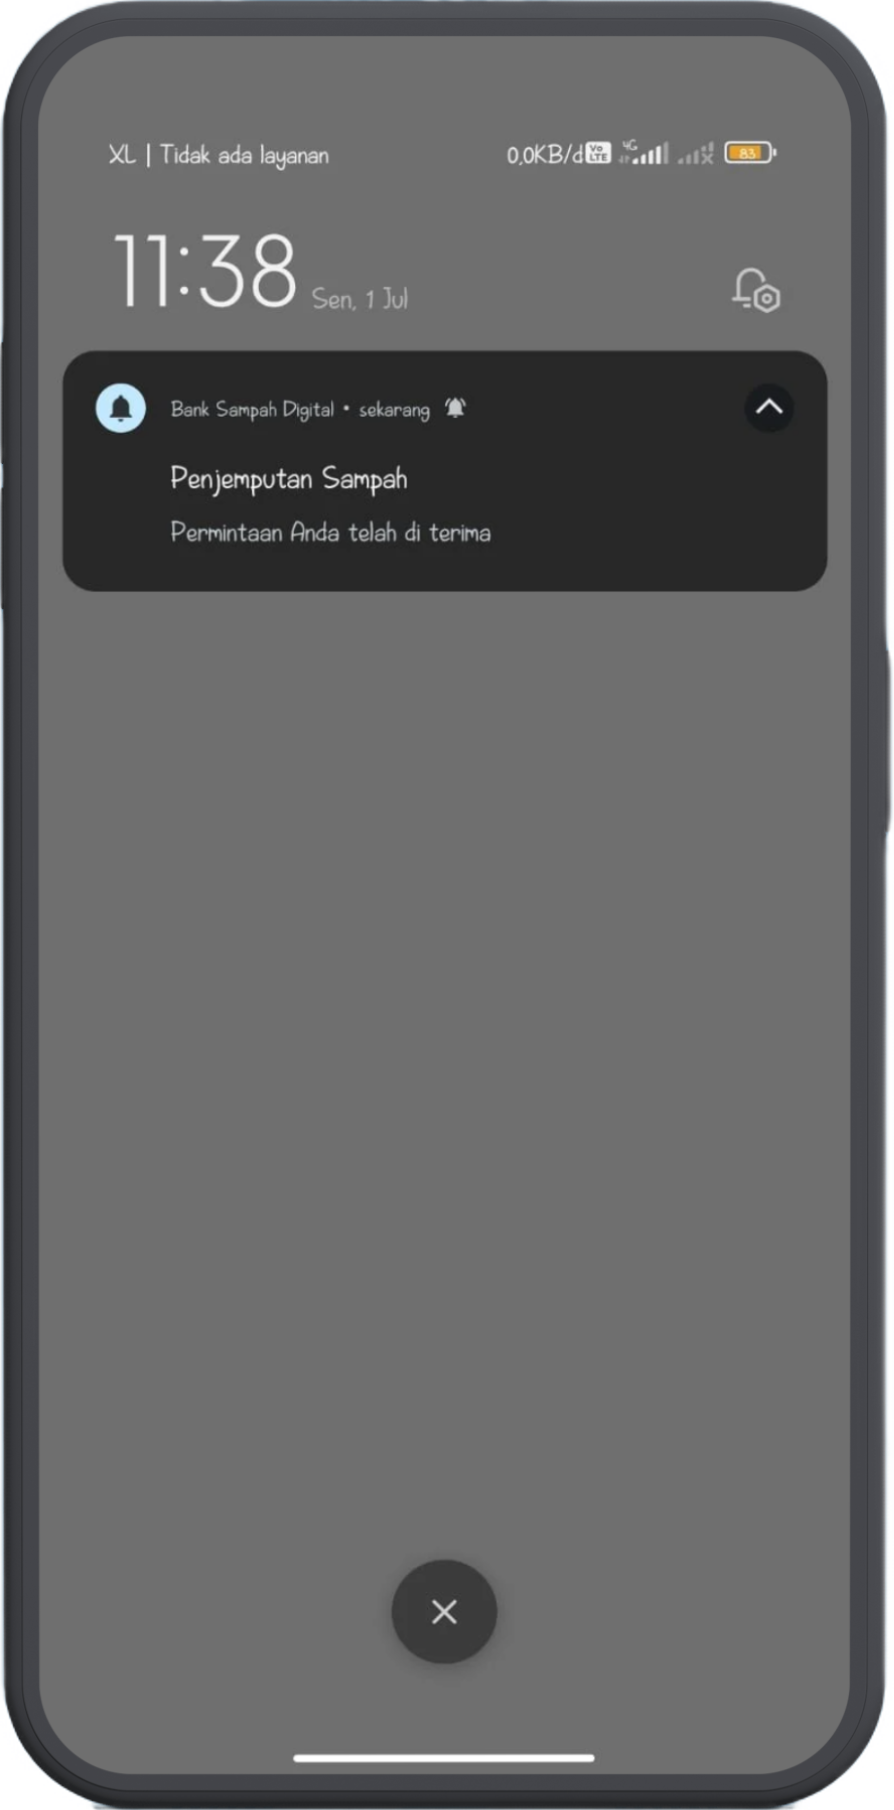 XL | Tidak ada layanan 0,0KB/d Vo LTE 4G 83
11:38 Sen, 1 Jul
Bank Sampah Digital • sekarang
Penjemputan Sampah
Permintaan Anda telah di terima